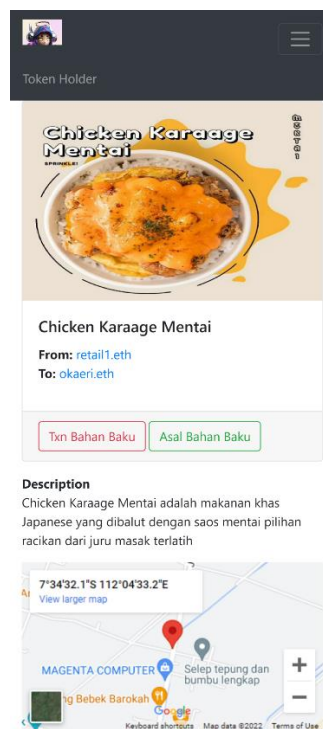 Token Holder
Chicken Karaage
Mentai
SPRINKLE!
Chicken Karaage Mentai
From: retail1.eth
To: okaeri.eth
Txn Bahan Baku
Asal Bahan Baku
Description
Chicken Karaage Mentai adalah makanan khas
Japanese yang dibalut dengan saos mentai pilihan
racikan dari juru masak terlatih
7°34'32.1"S 112°04'33.2"E
View larger map
MAGENTA COMPUTER
Selep tepung dan
bumbu lengkap
g Bebek Barokah
Google
Keyboard shortcuts
Map data ©2022
Terms of Use